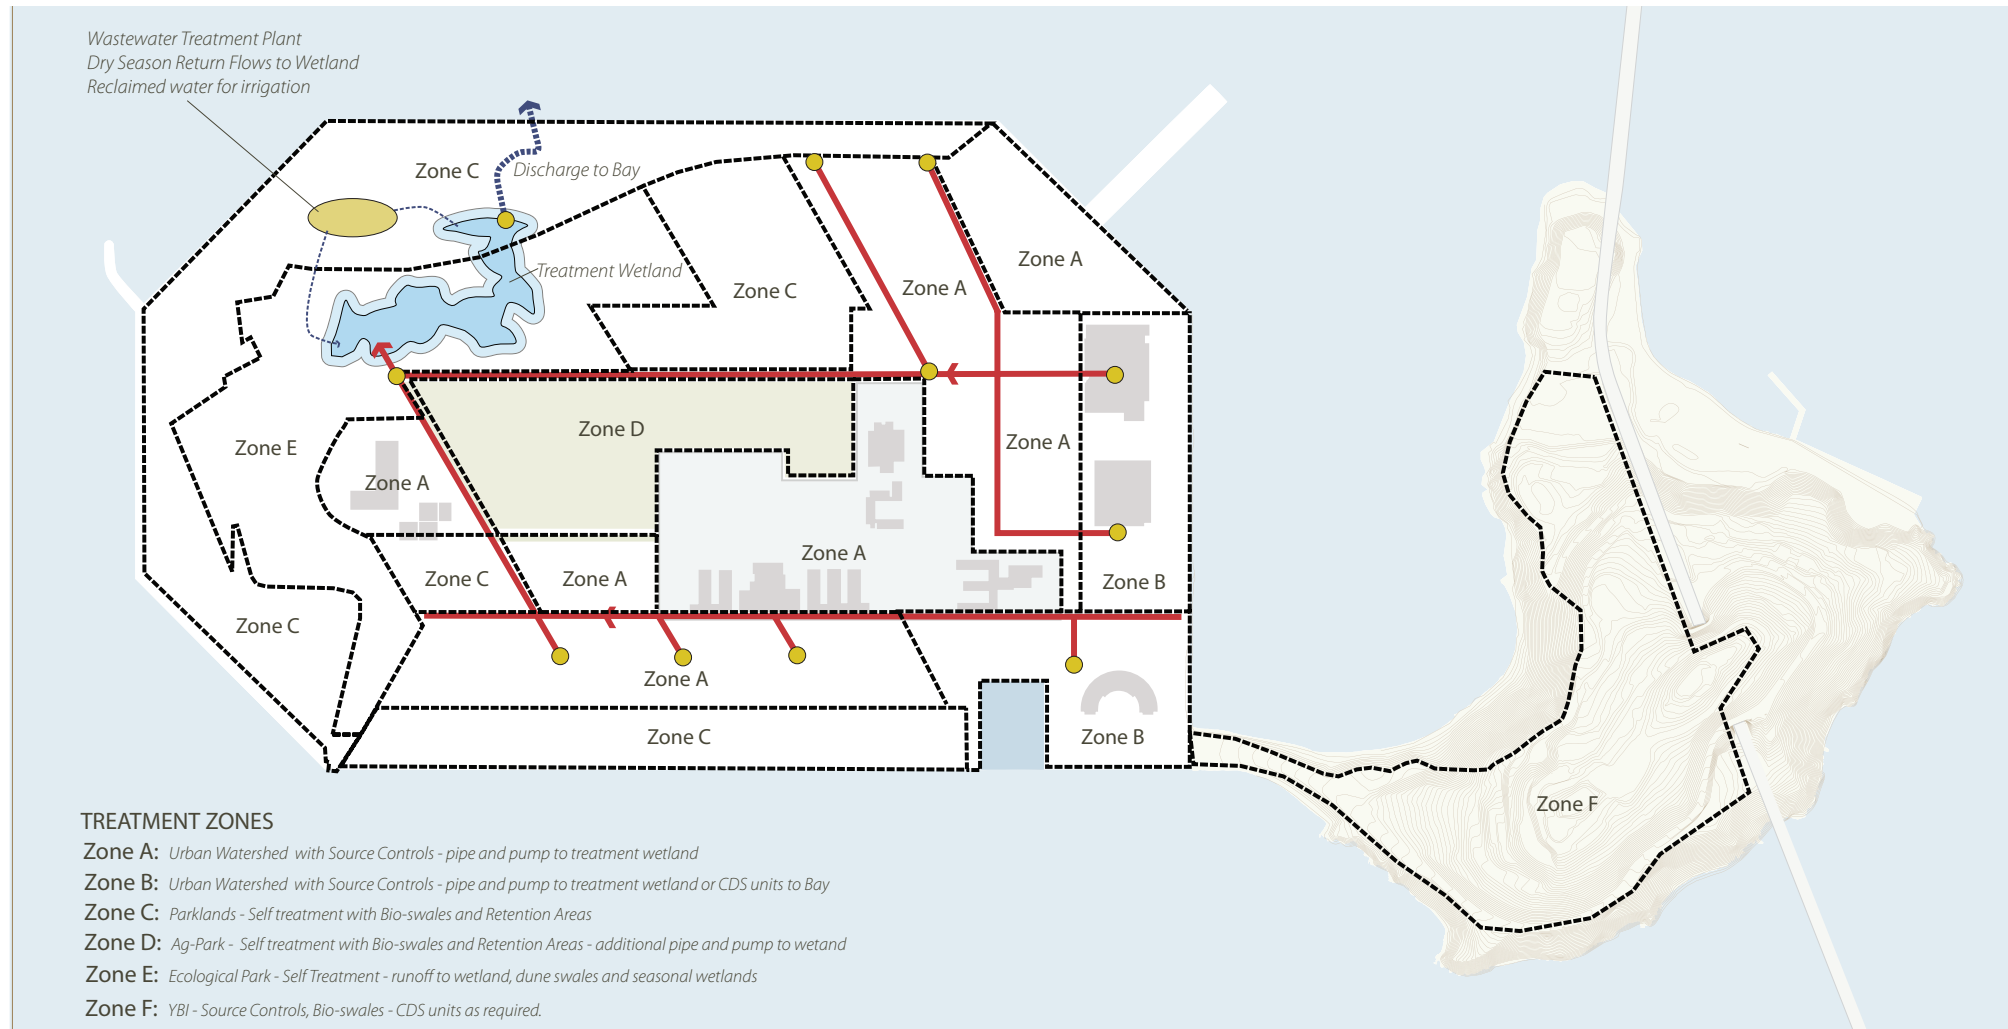 Wastewater Treatment Plant
Dry Season Return Flows to Wetland
Reclaimed water for irrigation
Zone C
Discharge to Bay
Treatment Wetland
Zone A
Zone C
Zone A
Zone D
Zone E
Zone A
Zone A
Zone A
Zone C
Zone A
Zone B
Zone C
Zone A
Zone C
Zone B
Zone F
TREATMENT ZONES
Zone A: Urban Watershed with Source Controls - pipe and pump to treatment wetland
Zone B: Urban Watershed with Source Controls - pipe and pump to treatment wetland or CDS units to Bay
Zone C: Parklands - Self treatment with Bio-swales and Retention Areas
Zone D: Ag-Park - Self treatment with Bio-swales and Retention Areas - additional pipe and pump to wetand
Zone E: Ecological Park - Self Treatment - runoff to wetland, dune swales and seasonal wetlands
Zone F: YBI - Source Controls, Bio-swales - CDS units as required.